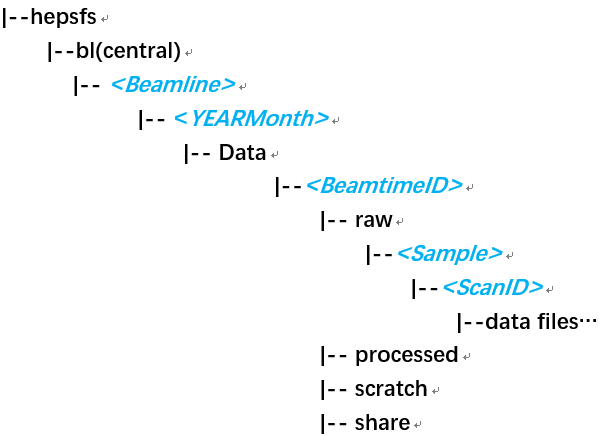 |--hepsfs
|--bl(central)
|-- <Beamline>
|-- <YEARMonth>
|-- Data
|--<BeamtimeID>
|-- raw
|--<Sample>
|--<ScanID>
|--data files⋯
|-- processed
|-- scratch
|-- share